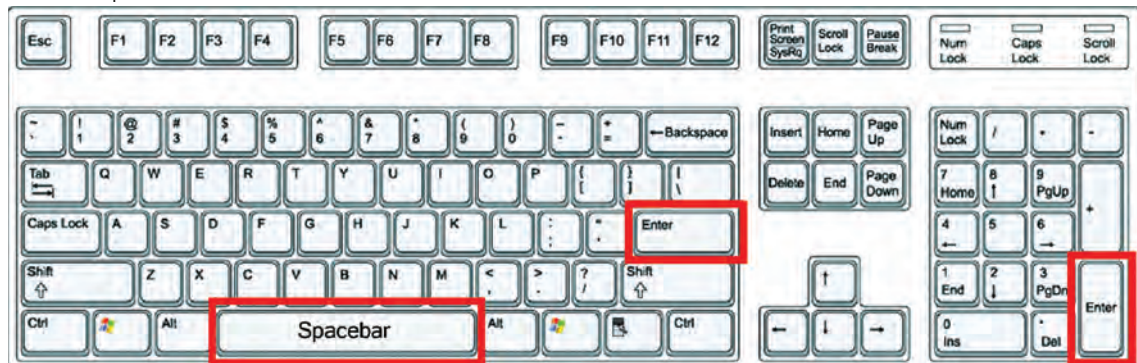 Esc F1 F2 F3 F4 F5 F6 F7 F8 F9 F10 F11 F12 Print Screen SysRq Scroll Lock Pause Break Num Lock Caps Lock Scroll Lock
~ ` ! 1 @ 2 # 3 $ 4 % 5 ^ 6 & 7 * 8 ( 9 ) 0 - + = ←Backspace Insert Home Page Up Num Lock / -
Tab Q W E R T Y U I O P { [ } ] | \ Delete End Page Down 7 Home 8 ↑ 9 PgUp +
Caps Lock A S D F G H J K L : ; " ' Enter 4 ← 5 6 →
Shift ⇧ Z X C V B N M < , > . ? / Shift ⇧ ↑ 1 End 2 ↓ 3 PgDn Enter
Ctrl Alt Spacebar Alt Ctrl ← ↓ → 0 Ins . Del